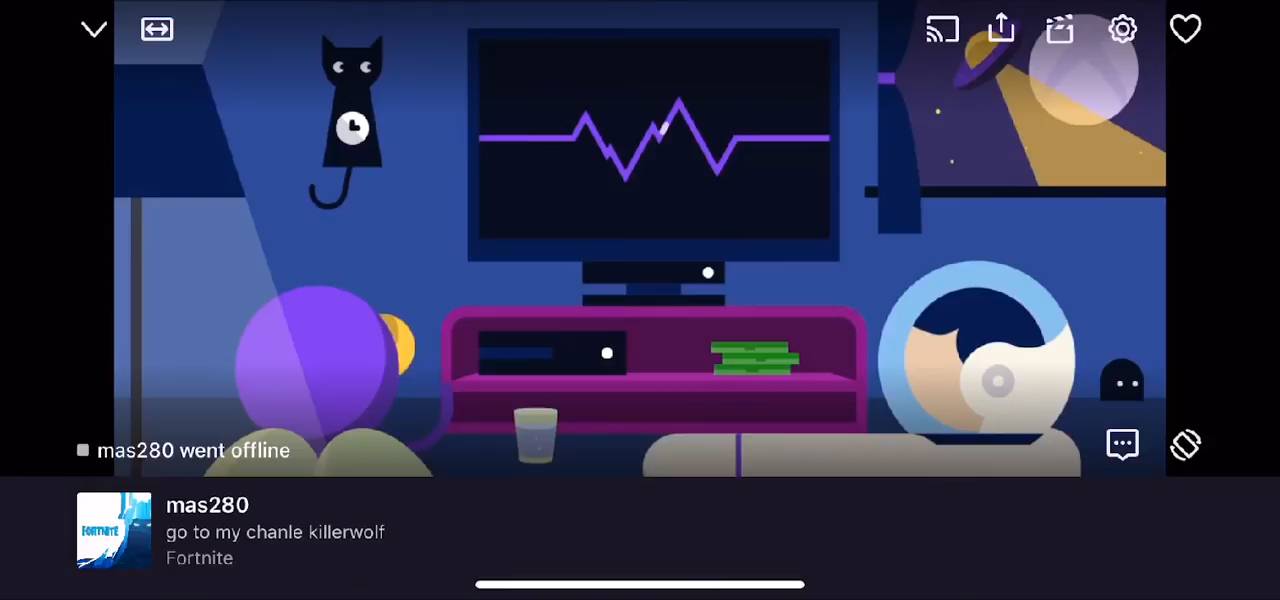 mas280 went offline
FORTNITE
mas280
go to my chanle killerwolf
Fortnite